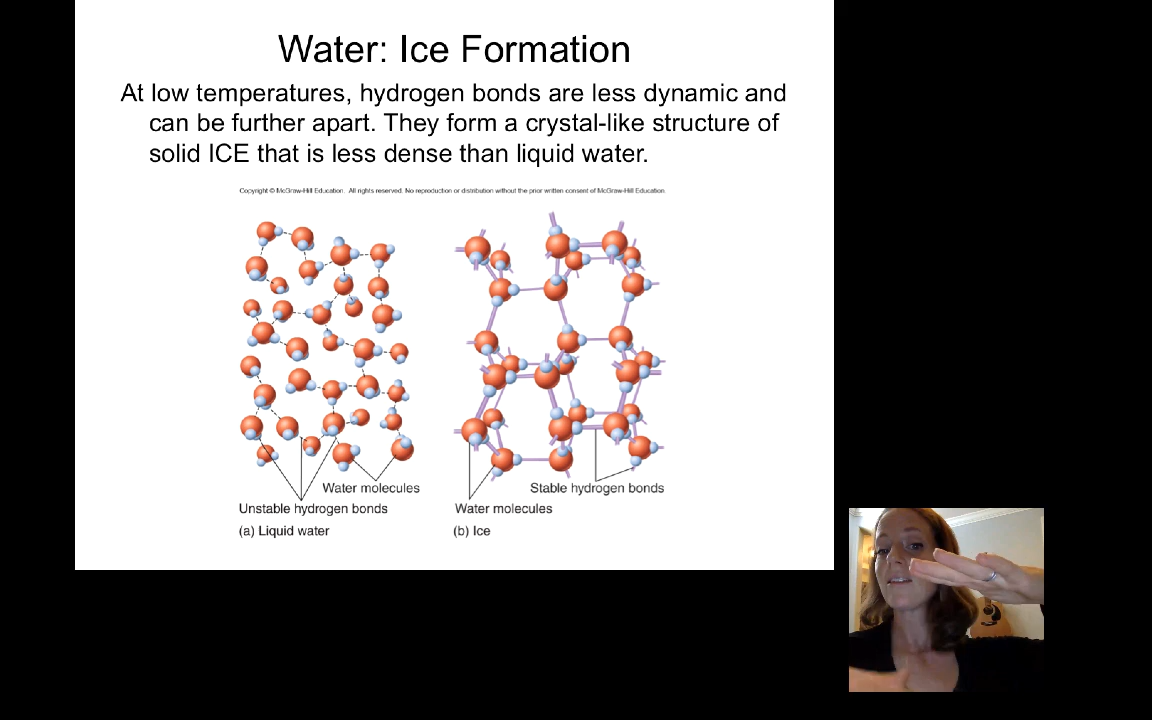 Water: Ice Formation
At low temperatures, hydrogen bonds are less dynamic and
can be further apart. They form a crystal-like structure of
solid ICE that is less dense than liquid water.
Copyright © McGraw-Hill Education. All rights reserved. No reproduction or distribution without the prior written consent of McGraw-Hill Education.
Water molecules
Unstable hydrogen bonds
(a) Liquid water
Stable hydrogen bonds
Water molecules
(b) Ice